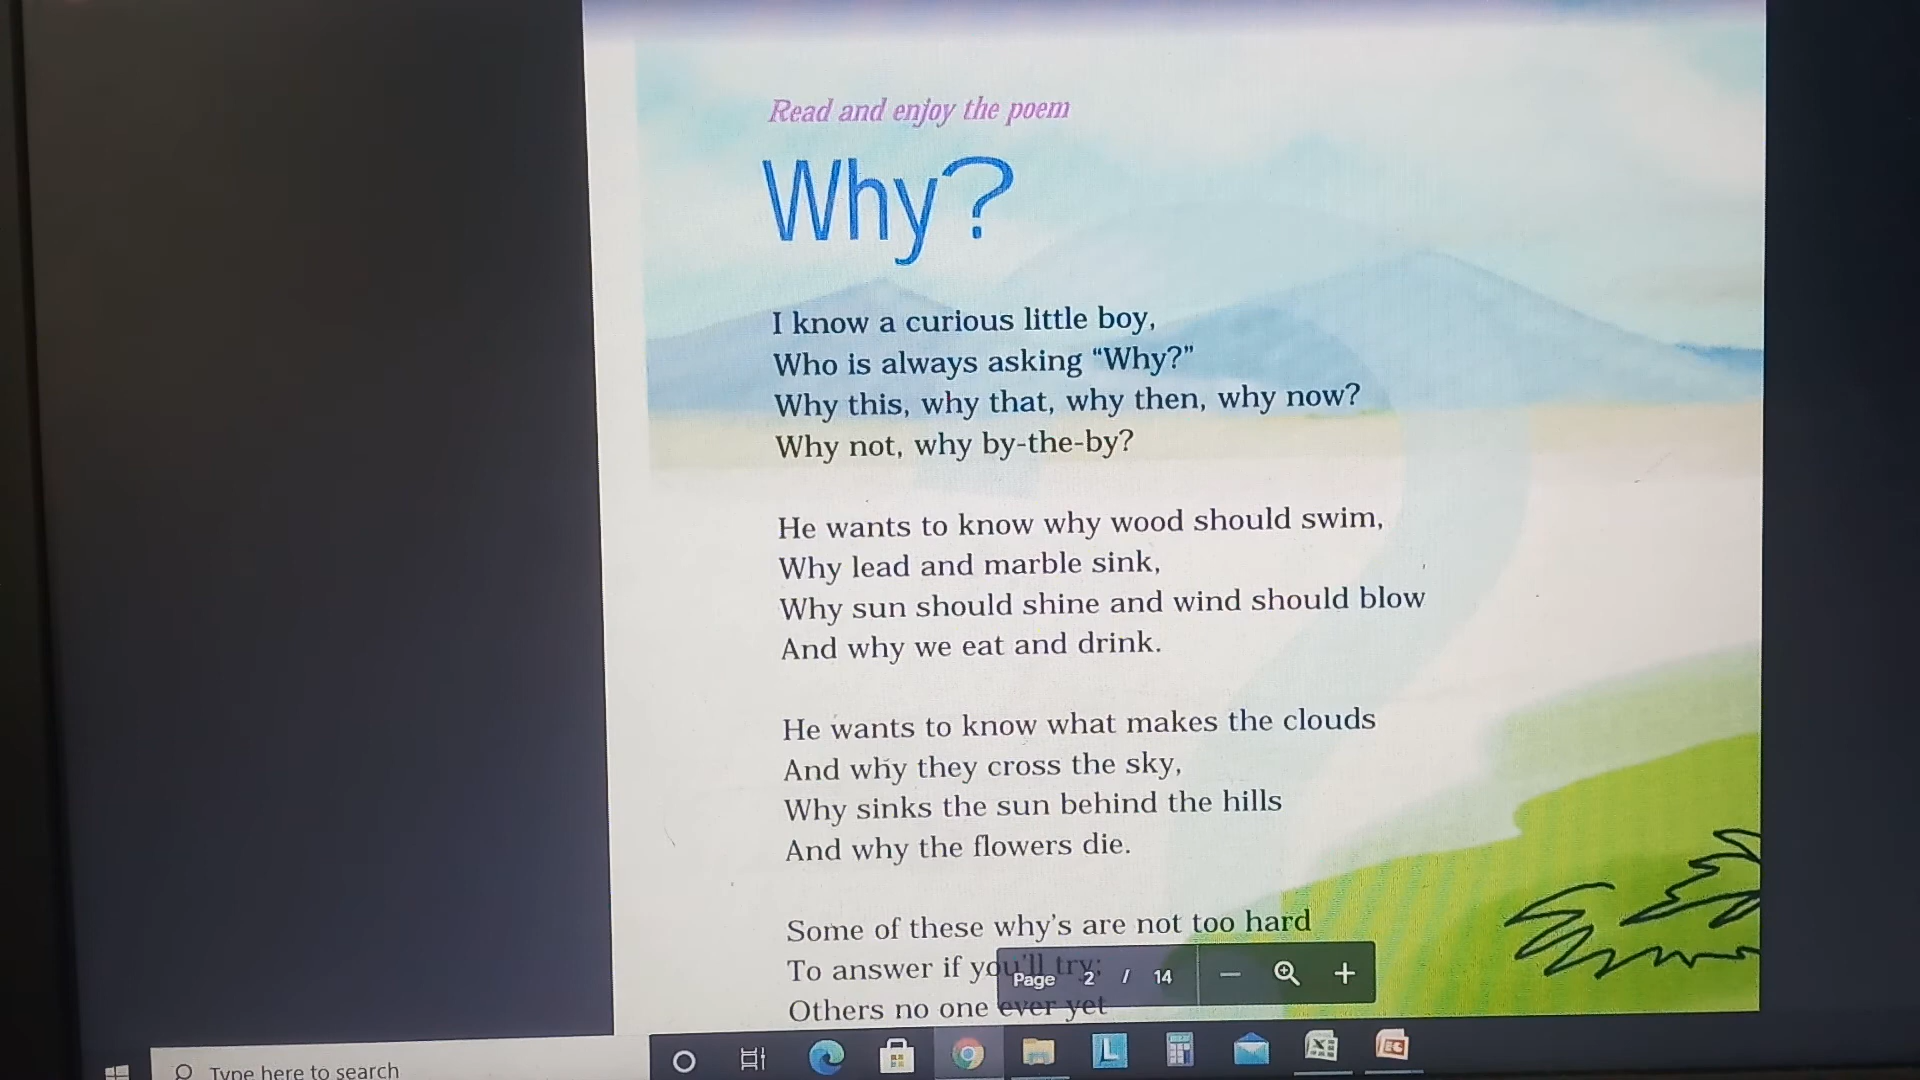 Read and enjoy the poem
Why?
I know a curious little boy,
Who is always asking “Why?”
Why this, why that, why then, why now?
Why not, why by-the-by?
He wants to know why wood should swim,
Why lead and marble sink,
Why sun should shine and wind should blow
And why we eat and drink.
He wants to know what makes the clouds
And why they cross the sky,
Why sinks the sun behind the hills
And why the flowers die.
Some of these why's are not too hard
To answer if you'll try;
Others no one ever yet
Page 2 / 14
Type here to search